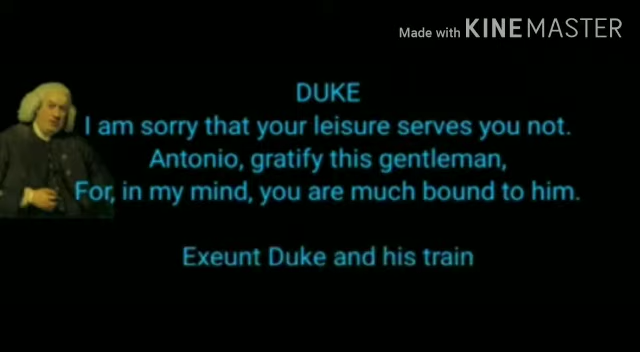 Made with KINEMASTER
DUKE
I am sorry that your leisure serves you not.
Antonio, gratify this gentleman,
For, in my mind, you are much bound to him.
Exeunt Duke and his train